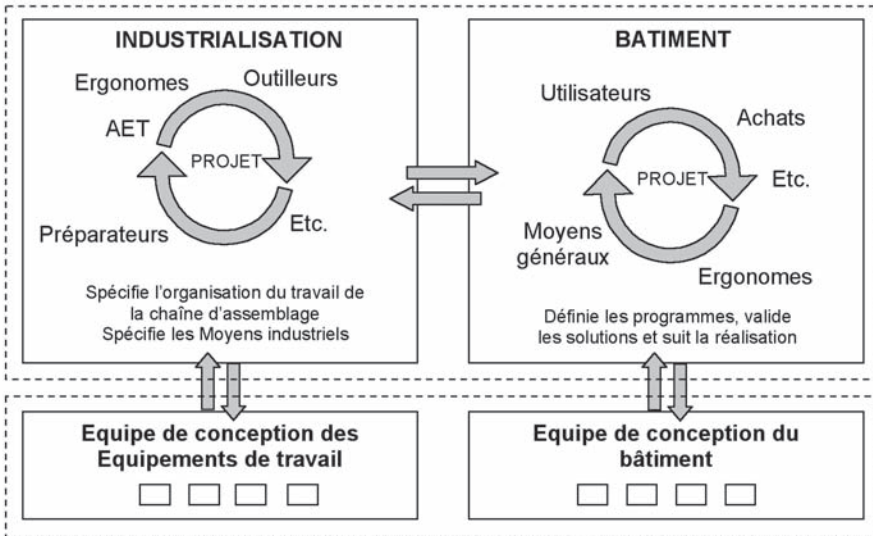 INDUSTRIALISATION
Ergonomes
Outilleurs
AET
PROJET
Préparateurs
Etc.
Spécifie l'organisation du travail de
la chaîne d'assemblage
Spécifie les Moyens industriels
BATIMENT
Utilisateurs
Achats
PROJET
Etc.
Moyens
généraux
Ergonomes
Définie les programmes, valide
les solutions et suit la réalisation
Equipe de conception des
Equipements de travail
Equipe de conception du
bâtiment